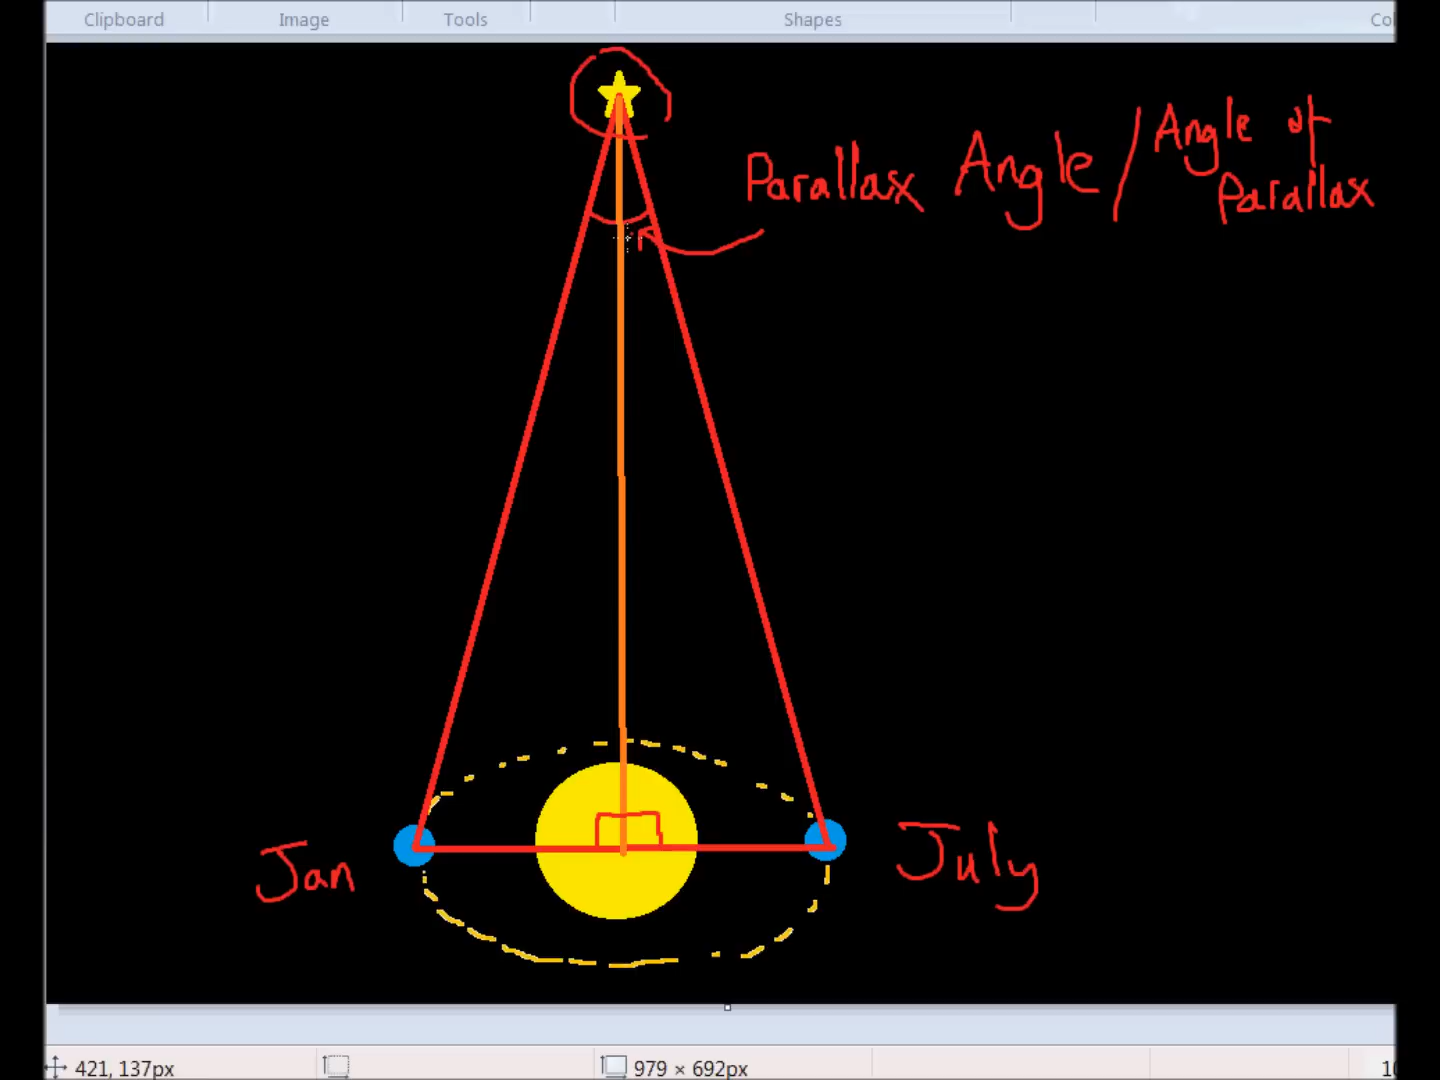 Clipboard Image Tools Shapes
Parallax Angle / Angle of Parallax
Jan
July
421, 137px 979 × 692px